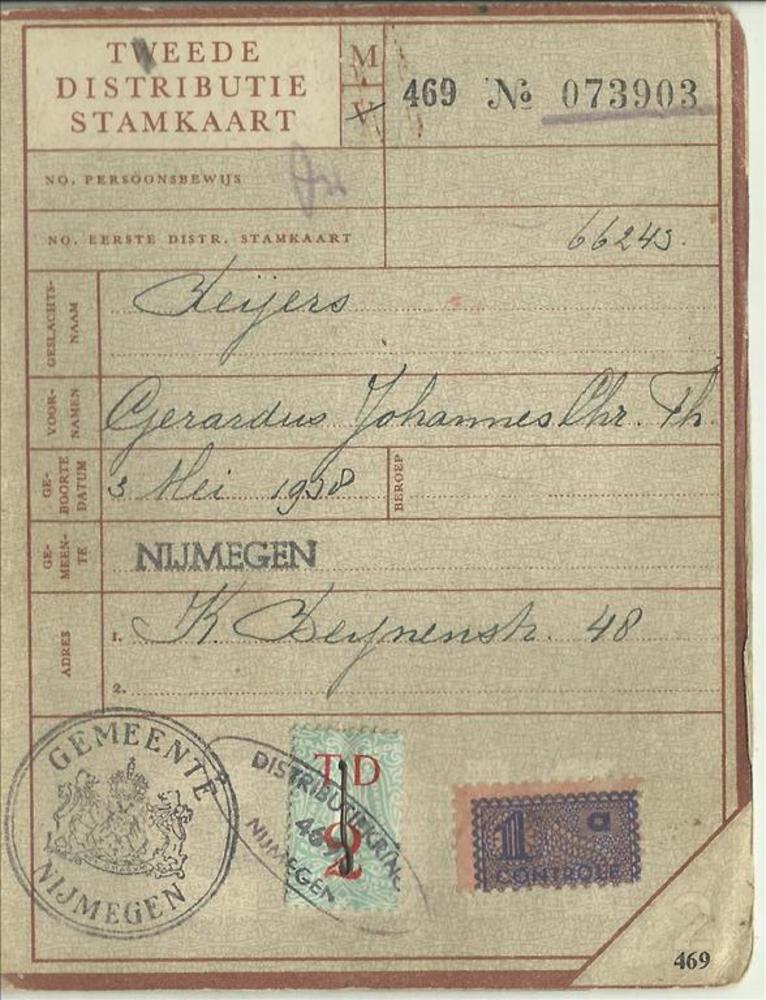 TWEEDE
DISTRIBUTIE
STAMKAART
M
V
469 No 073903
NO. PERSOONSBEWIJS
NO. EERSTE DISTR. STAMKAART 66245.
GESLACHTS-
NAAM
VOOR-
NAMEN
Gerardus Johannes Chr. Th.
GE-
BOORTE
DATUM
3 Mei 1938
BEROEP
GE-
MEEN-
TE
NIJMEGEN
ADRES
1. K 48
2.
GEMEENTE
NIJMEGEN
TD
2
DISTRIBUTIEKRING
469
NIJMEGEN
1 a
CONTROLE
469